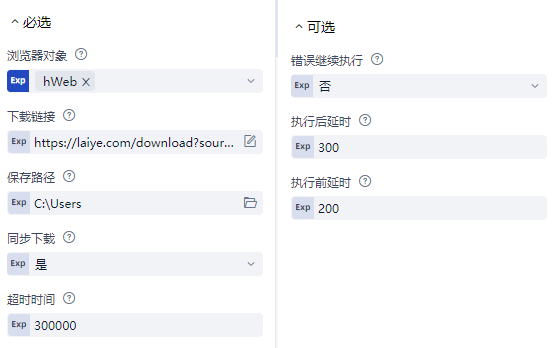 必选
浏览器对象
Exp hWeb
下载链接
Exp https://laiye.com/download?sour...
保存路径
Exp C:\Users
同步下载
Exp 是
超时时间
Exp 300000
可选
错误继续执行
Exp 否
执行后延时
Exp 300
执行前延时
Exp 200